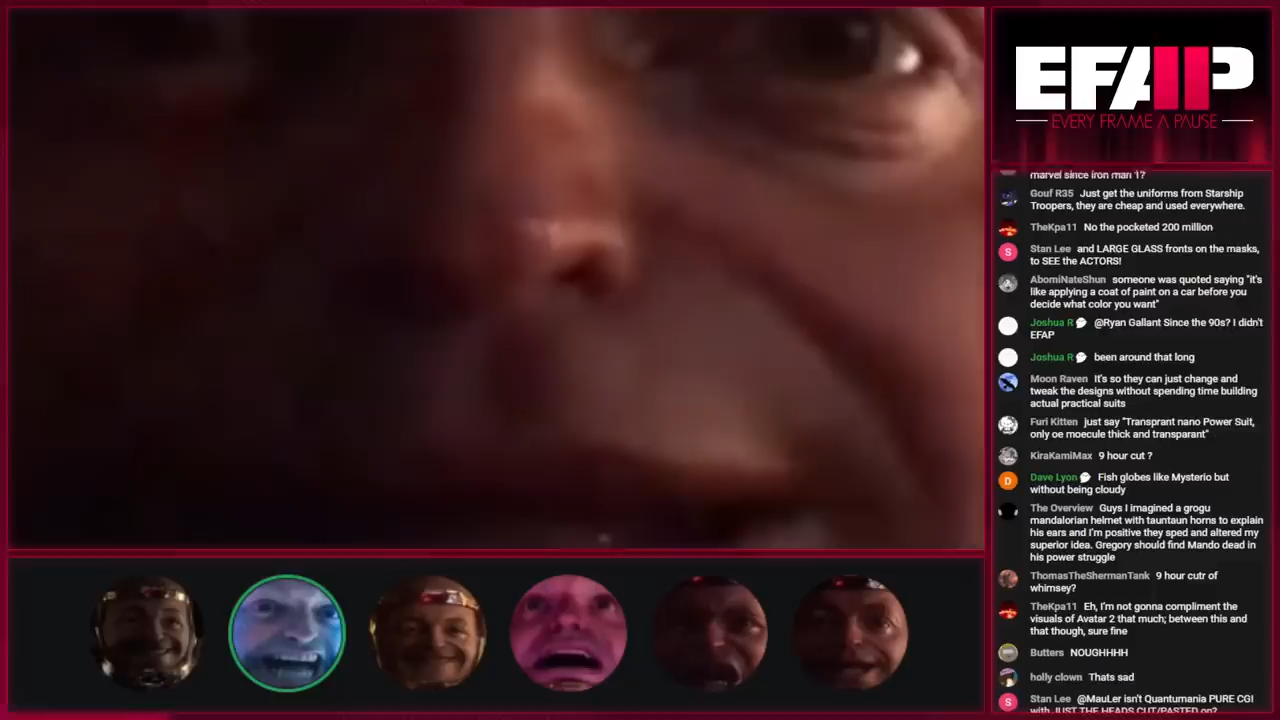 EFAP
EVERY FRAME A PAUSE
marvel since iron man 1?
Gouf R35 Just get the uniforms from Starship
Troopers, they are cheap and used everywhere.
TheKpa11 No the pocketed 200 million
S
Stan Lee and LARGE GLASS fronts on the masks,
to SEE the ACTORS!
AbomiNateShun someone was quoted saying "it's
like applying a coat of paint on a car before you
decide what color you want"
Joshua R @Ryan Gallant Since the 90s? I didn't
EFAP
Joshua R been around that long
Moon Raven It's so they can just change and
tweak the designs without spending time building
actual practical suits
Furi Kitten just say "Transprant nano Power Suit,
only oe moecule thick and transparant"
KiraKamiMax 9 hour cut ?
D
Dave Lyon Fish globes like Mysterio but
without being cloudy
The Overview Guys I imagined a grogu
mandalorian helmet with tauntaun horns to explain
his ears and I'm positive they sped and altered my
superior idea. Gregory should find Mando dead in
his power struggle
ThomasTheShermanTank 9 hour cutr of
whimsey?
TheKpa11 Eh, I'm not gonna compliment the
visuals of Avatar 2 that much; between this and
that though, sure fine
Butters NOUGHHHH
holly clown Thats sad
S
Stan Lee @MauLer isn't Quantumania PURE CGI
with JUST THE HEADS CUT/PASTED on?